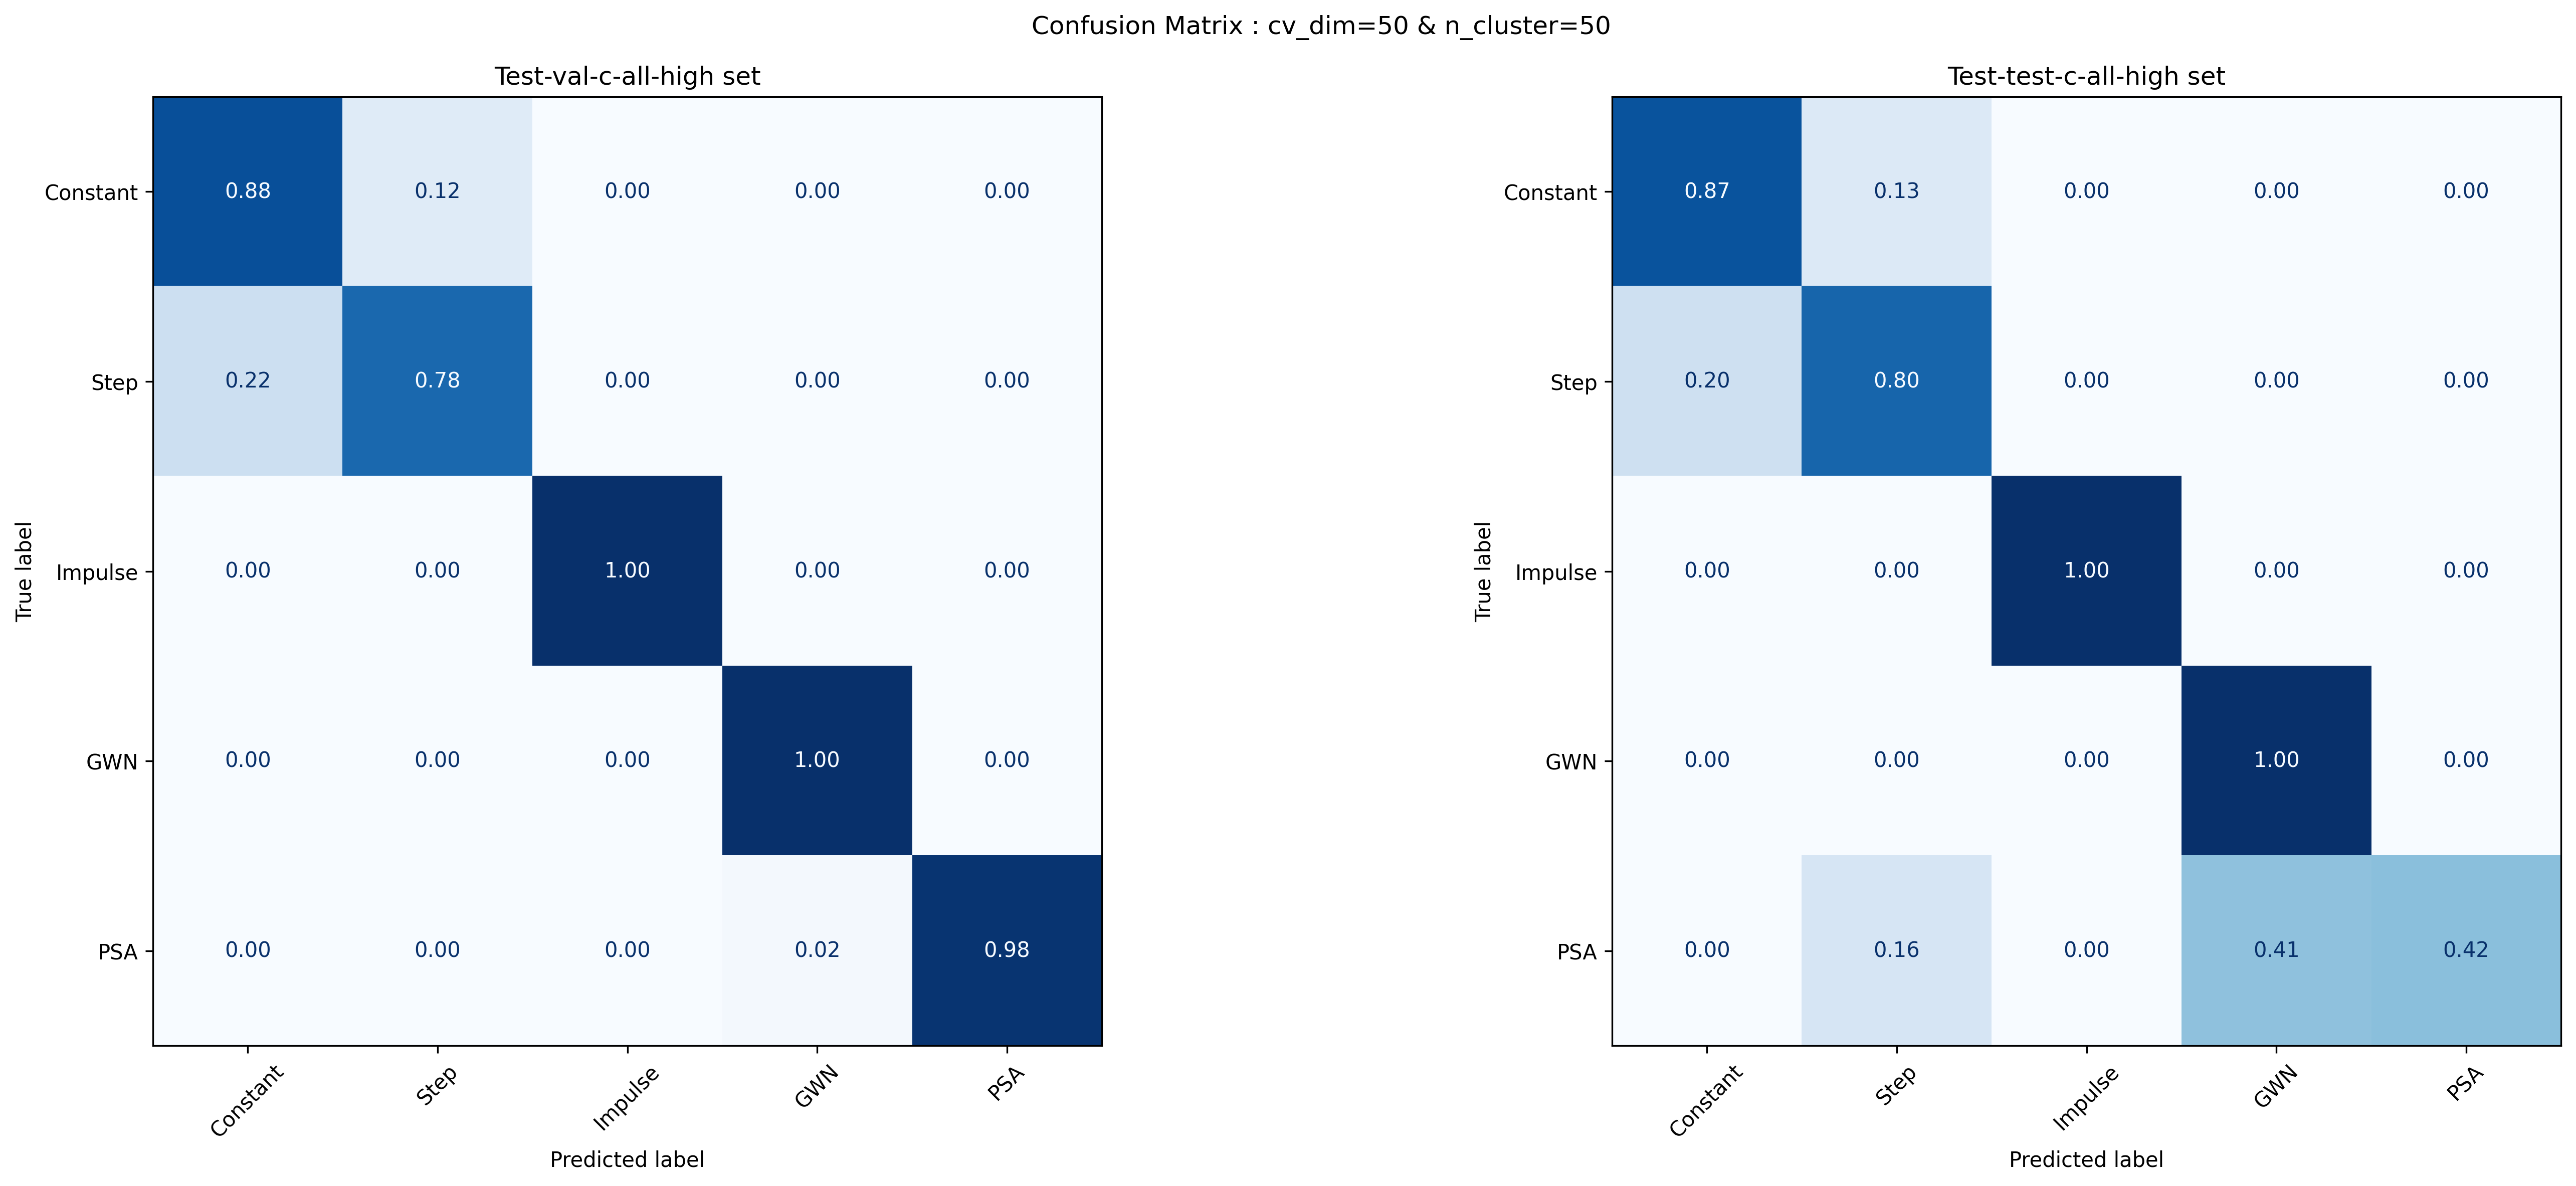 Confusion Matrix : cv_dim=50 & n_cluster=50
Test-val-c-all-high set
True label
Constant 0.88 0.12 0.00 0.00 0.00
Step 0.22 0.78 0.00 0.00 0.00
Impulse 0.00 0.00 1.00 0.00 0.00
GWN 0.00 0.00 0.00 1.00 0.00
PSA 0.00 0.00 0.00 0.02 0.98
Constant Step Impulse GWN PSA
Predicted label
Test-test-c-all-high set
True label
Constant 0.87 0.13 0.00 0.00 0.00
Step 0.20 0.80 0.00 0.00 0.00
Impulse 0.00 0.00 1.00 0.00 0.00
GWN 0.00 0.00 0.00 1.00 0.00
PSA 0.00 0.16 0.00 0.41 0.42
Constant Step Impulse GWN PSA
Predicted label